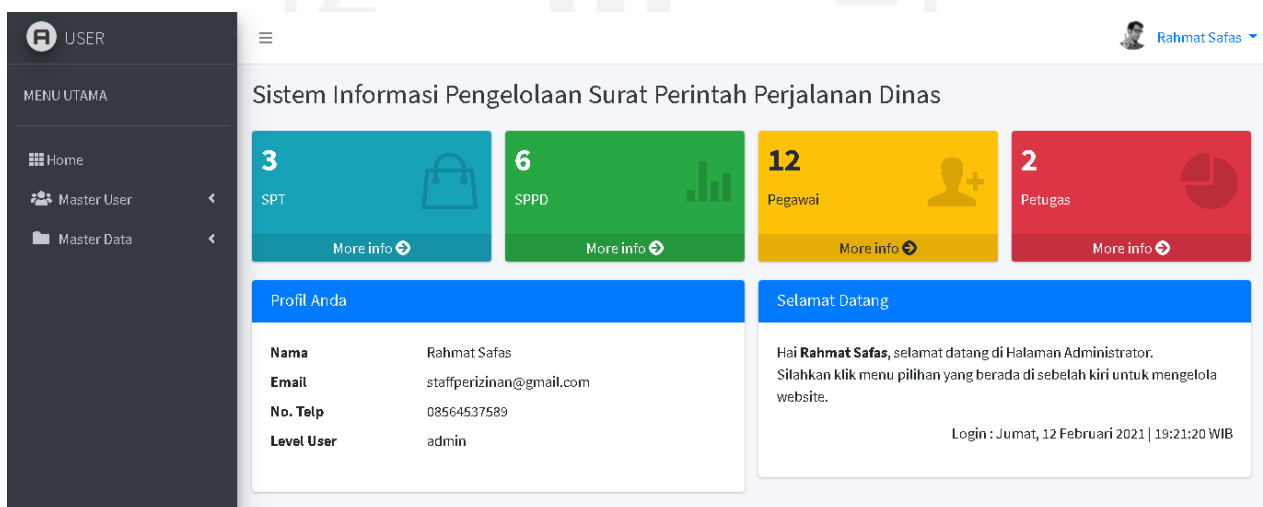 USER
Rahmat Safas
MENU UTAMA
Home
Master User
Master Data
Sistem Informasi Pengelolaan Surat Perintah Perjalanan Dinas
3
SPT
More info
6
SPPD
More info
12
Pegawai
More info
2
Petugas
More info
Profil Anda
Nama Rahmat Safas
Email staffperizinan@gmail.com
No. Telp 08564537589
Level User admin
Selamat Datang
Hai Rahmat Safas, selamat datang di Halaman Administrator.
Silahkan klik menu pilihan yang berada di sebelah kiri untuk mengelola
website.
Login : Jumat, 12 Februari 2021 | 19:21:20 WIB